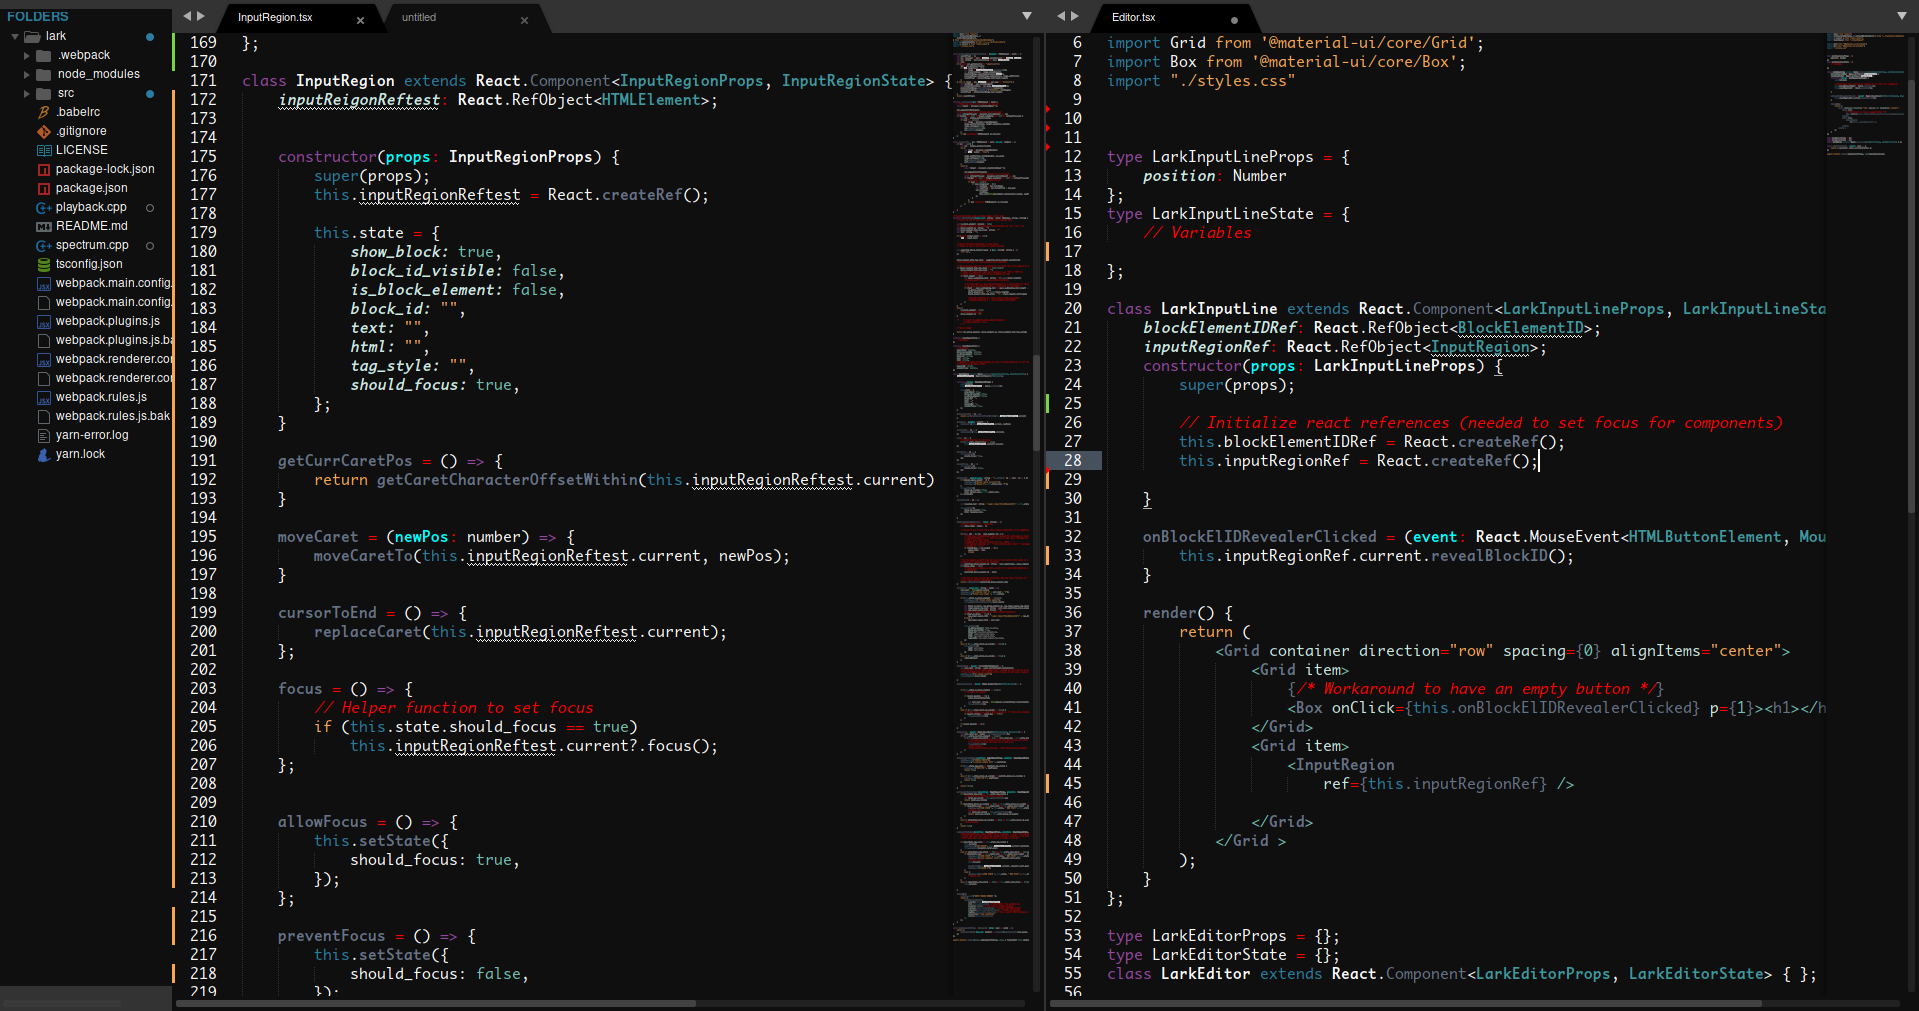 FOLDERS
lark
.webpack
node_modules
src
.babelrc
.gitignore
LICENSE
package-lock.json
package.json
playback.cpp
README.md
spectrum.cpp
tsconfig.json
webpack.main.config.
webpack.main.config.
webpack.plugins.js
webpack.plugins.js.ba
webpack.renderer.con
webpack.renderer.con
webpack.rules.js
webpack.rules.js.bak
yarn-error.log
yarn.lock
InputRegion.tsx
untitled
169 };
170
171 class InputRegion extends React.Component<InputRegionProps, InputRegionState> {
172 inputReigonReftest: React.RefObject<HTMLElement>;
173
174
175 constructor(props: InputRegionProps) {
176 super(props);
177 this.inputRegionReftest = React.createRef();
178
179 this.state = {
180 show_block: true,
181 block_id_visible: false,
182 is_block_element: false,
183 block_id: "",
184 text: "",
185 html: "",
186 tag_style: "",
187 should_focus: true,
188 };
189 }
190
191 getCurrCaretPos = () => {
192 return getCaretCharacterOffsetWithin(this.inputRegionReftest.current)
193 }
194
195 moveCaret = (newPos: number) => {
196 moveCaretTo(this.inputRegionReftest.current, newPos);
197 }
198
199 cursorToEnd = () => {
200 replaceCaret(this.inputRegionReftest.current);
201 };
202
203 focus = () => {
204 // Helper function to set focus
205 if (this.state.should_focus == true)
206 this.inputRegionReftest.current?.focus();
207 };
208
209
210 allowFocus = () => {
211 this.setState({
212 should_focus: true,
213 });
214 };
215
216 preventFocus = () => {
217 this.setState({
218 should_focus: false,
219 });
Editor.tsx
6 import Grid from '@material-ui/core/Grid';
7 import Box from '@material-ui/core/Box';
8 import "./styles.css"
9
10
11
12 type LarkInputLineProps = {
13 position: Number
14 };
15 type LarkInputLineState = {
16 // Variables
17
18 };
19
20 class LarkInputLine extends React.Component<LarkInputLineProps, LarkInputLineSta
21 blockElementIDRef: React.RefObject<BlockElementID>;
22 inputRegionRef: React.RefObject<InputRegion>;
23 constructor(props: LarkInputLineProps) {
24 super(props);
25
26 // Initialize react references (needed to set focus for components)
27 this.blockElementIDRef = React.createRef();
28 this.inputRegionRef = React.createRef();
29
30 }
31
32 onBlockElIDRevealerClicked = (event: React.MouseEvent<HTMLButtonElement, Mou
33 this.inputRegionRef.current.revealBlockID();
34 }
35
36 render() {
37 return (
38 <Grid container direction="row" spacing={0} alignItems="center">
39 <Grid item>
40 {/* Workaround to have an empty button */}
41 <Box onClick={this.onBlockElIDRevealerClicked} p={1}><h1></h
42 </Grid>
43 <Grid item>
44 <InputRegion
45 ref={this.inputRegionRef} />
46
47 </Grid>
48 </Grid >
49 );
50 }
51 };
52
53 type LarkEditorProps = {};
54 type LarkEditorState = {};
55 class LarkEditor extends React.Component<LarkEditorProps, LarkEditorState> { };
56